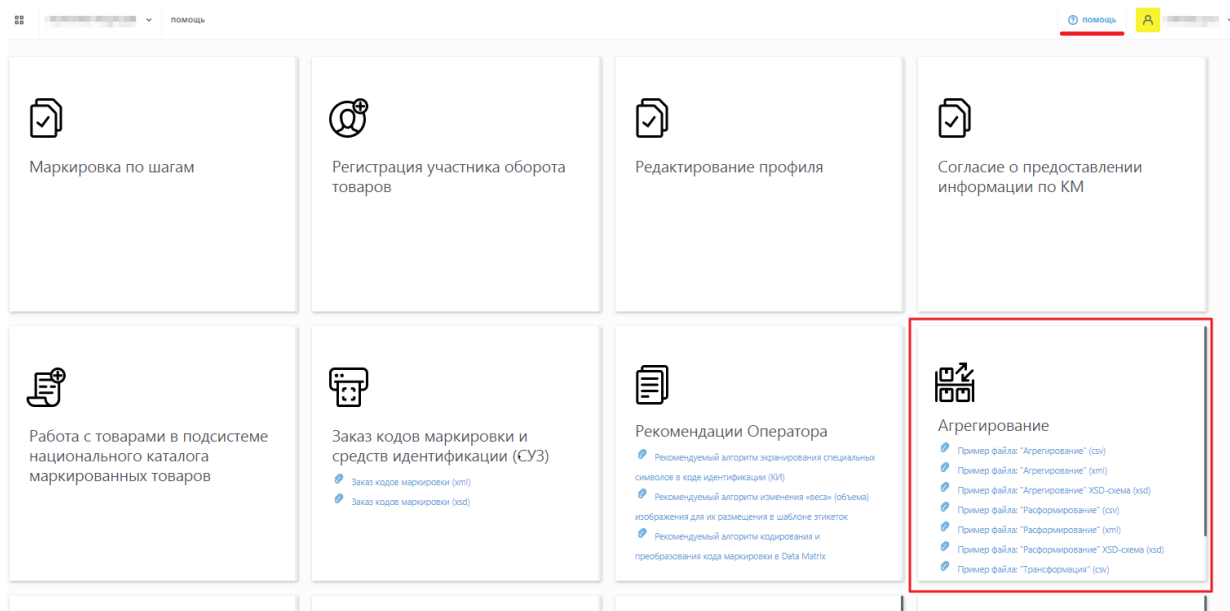 помощь
помощь
Маркировка по шагам
Регистрация участника оборота
товаров
Редактирование профиля
Согласие о предоставлении
информации по КМ
Работа с товарами в подсистеме
национального каталога
маркированных товаров
Заказ кодов маркировки и
средств идентификации (СУЗ)
Заказ кодов маркировки (xml)
Заказ кодов маркировки (xsd)
Рекомендации Оператора
Рекомендуемый алгоритм экранирования специальных
символов в коде идентификации (КИ)
Рекомендуемый алгоритм изменения «веса» (объема)
изображения для их размещения в шаблоне этикеток
Рекомендуемый алгоритм кодирования и
преобразования кода маркировки в Data Matrix
Агрегирование
Пример файла: "Агрегирование" (csv)
Пример файла: "Агрегирование" (xml)
Пример файла: "Агрегирование" XSD-схема (xsd)
Пример файла: "Расформирование" (csv)
Пример файла: "Расформирование" (xml)
Пример файла: "Расформирование" XSD-схема (xsd)
Пример файла: "Трансформация" (csv)